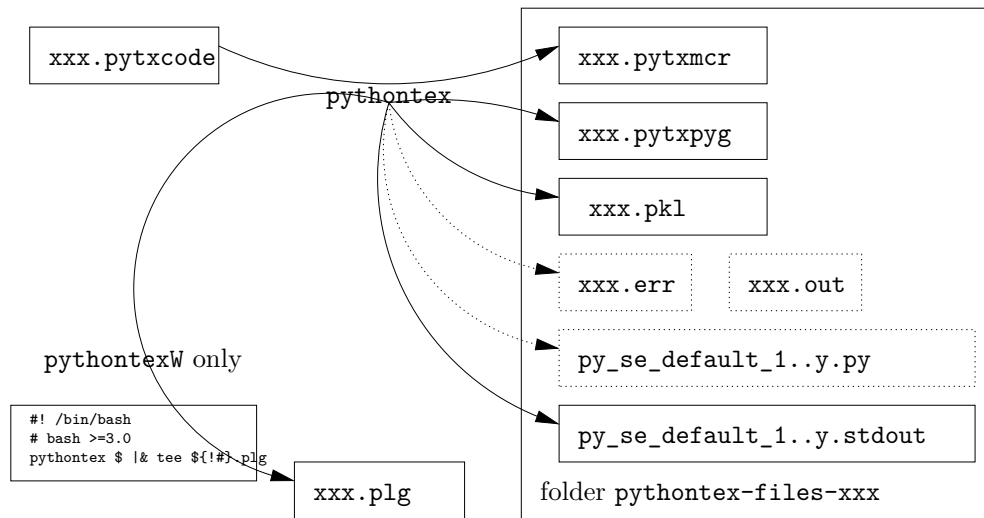 xxx.pytxcode
pythontex
xxx.pytxmcr
xxx.pytxpyg
xxx.pkl
xxx.err
xxx.out
pythontexW only
py_se_default_1..y.py
#! /bin/bash
# bash >=3.0
pythontex $ |& tee ${!#}.plg
py_se_default_1..y.stdout
xxx.plg
folder pythontex-files-xxx